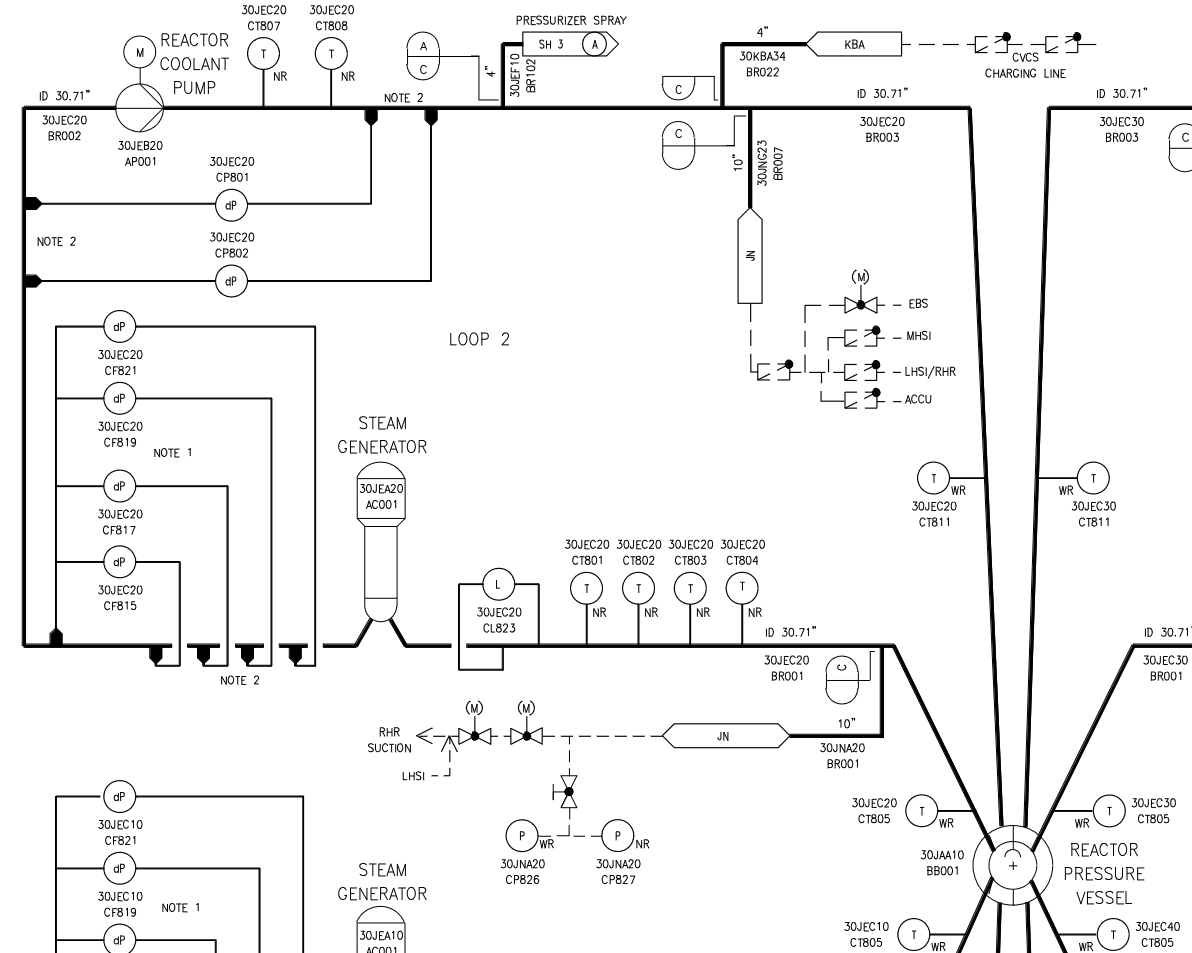 30JEC20
CT807
30JEC20
CT808
PRESSURIZER SPRAY
SH 3
A
M
REACTOR
COOLANT
PUMP
T
NR
T
NR
A
C
4"
30JEF10
BR102
4"
KBA
30KBA34
BR022
CVCS
CHARGING LINE
ID 30.71"
30JEC20
BR002
30JEB20
AP001
NOTE 2
C
ID 30.71"
30JEC20
BR003
ID 30.71"
30JEC30
BR003
C
C
10"
30JNG23
BR007
30JEC20
CP801
dP
NOTE 2
30JEC20
CP802
dP
JN
(M)
EBS
MHSI
LHSI/RHR
ACCU
LOOP 2
dP
30JEC20
CF821
dP
30JEC20
CF819
NOTE 1
dP
30JEC20
CF817
dP
30JEC20
CF815
STEAM
GENERATOR
30JEA20
AC001
T
WR
30JEC20
CT811
T
WR
30JEC30
CT811
30JEC20
CT801
30JEC20
CT802
30JEC20
CT803
30JEC20
CT804
L
30JEC20
CL823
T
NR
T
NR
T
NR
T
NR
ID 30.71"
30JEC20
BR001
C
ID 30.71"
30JEC30
BR001
NOTE 2
(M)
(M)
RHR
SUCTION
LHSI
JN
10"
30JNA20
BR001
P
WR
30JNA20
CP826
P
NR
30JNA20
CP827
30JEC20
CT805
T
WR
T
WR
30JEC30
CT805
30JAA10
BB001
REACTOR
PRESSURE
VESSEL
dP
30JEC10
CF821
dP
30JEC10
CF819
NOTE 1
dP
STEAM
GENERATOR
30JEA10
AC001
30JEC10
CT805
T
WR
T
WR
30JEC40
CT805